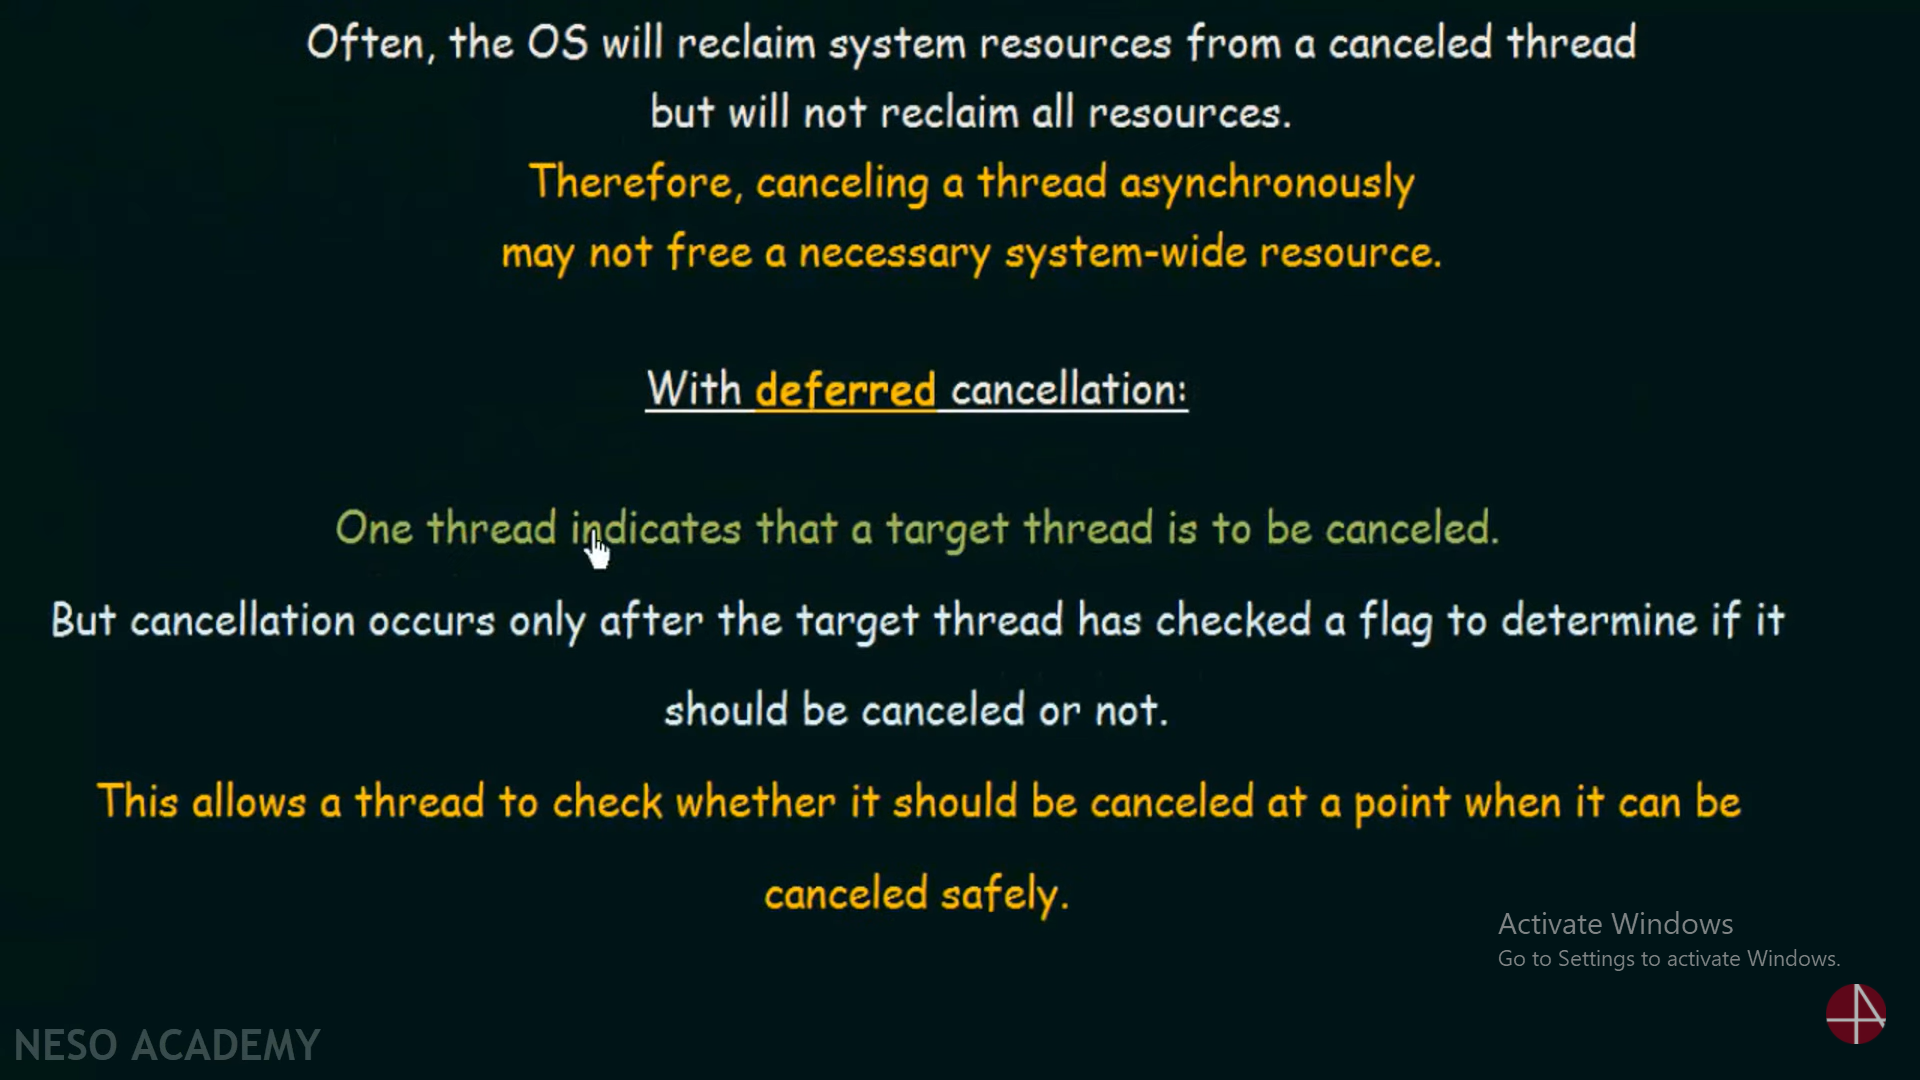 Often, the OS will reclaim system resources from a canceled thread
but will not reclaim all resources.
Therefore, canceling a thread asynchronously
may not free a necessary system-wide resource.
With deferred cancellation:
One thread indicates that a target thread is to be canceled.
But cancellation occurs only after the target thread has checked a flag to determine if it
should be canceled or not.
This allows a thread to check whether it should be canceled at a point when it can be
canceled safely.
Activate Windows
Go to Settings to activate Windows.
NESO ACADEMY